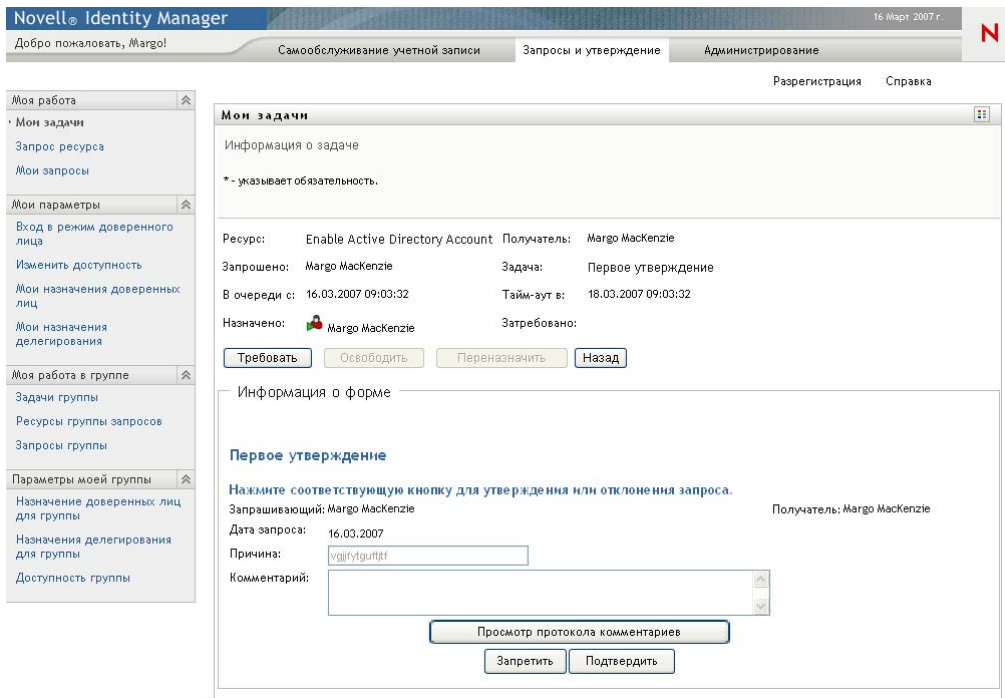 Novell® Identity Manager
16 Март 2007 г.
Добро пожаловать, Margo!
Самообслуживание учетной записи
Запросы и утверждение
Администрирование
N
Разрегистрация Справка
Моя работа
Мои задачи
Запрос ресурса
Мои запросы
Мои параметры
Вход в режим доверенного
лица
Изменить доступность
Мои назначения доверенных
лиц
Мои назначения
делегирования
Моя работа в группе
Задачи группы
Ресурсы группы запросов
Запросы группы
Параметры моей группы
Назначение доверенных лиц
для группы
Назначения делегирования
для группы
Доступность группы
Мои задачи
Информация о задаче
* - указывает обязательность.
Ресурс: Enable Active Directory Account Получатель: Margo MacKenzie
Запрошено: Margo MacKenzie Задача: Первое утверждение
В очереди с: 16.03.2007 09:03:32 Тайм-аут в: 18.03.2007 09:03:32
Назначено: Margo MacKenzie Затребовано:
Требовать Освободить Переназначить Назад
Информация о форме
Первое утверждение
Нажмите соответствующую кнопку для утверждения или отклонения запроса.
Запрашивающий: Margo MacKenzie Получатель: Margo MacKenzie
Дата запроса: 16.03.2007
Причина:
Комментарий:
Просмотр протокола комментариев
Запретить Подтвердить